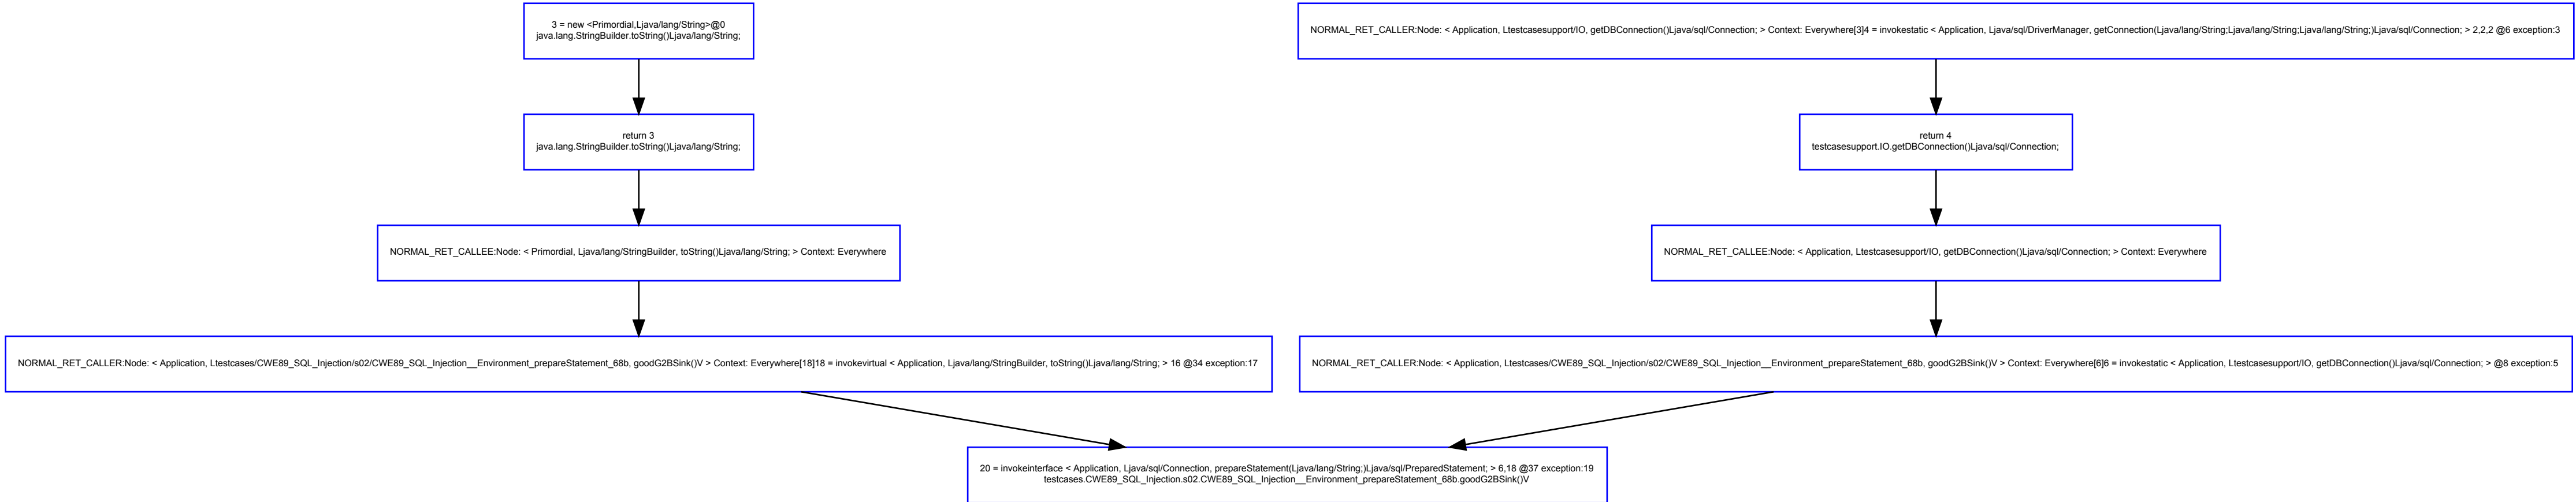 3 = new <Primordial,Ljava/lang/String>@0
java.lang.StringBuilder.toString()Ljava/lang/String;
NORMAL_RET_CALLER:Node: < Application, Ltestcasesupport/IO, getDBConnection()Ljava/sql/Connection; > Context: Everywhere[3]4 = invokestatic < Application, Ljava/sql/DriverManager, getConnection(Ljava/lang/String;Ljava/lang/String;Ljava/lang/String;)Ljava/sql/Connection; > 2,2,2 @6 exception:3
return 3
java.lang.StringBuilder.toString()Ljava/lang/String;
return 4
testcasesupport.IO.getDBConnection()Ljava/sql/Connection;
NORMAL_RET_CALLEE:Node: < Primordial, Ljava/lang/StringBuilder, toString()Ljava/lang/String; > Context: Everywhere
NORMAL_RET_CALLEE:Node: < Application, Ltestcasesupport/IO, getDBConnection()Ljava/sql/Connection; > Context: Everywhere
NORMAL_RET_CALLER:Node: < Application, Ltestcases/CWE89_SQL_Injection/s02/CWE89_SQL_Injection__Environment_prepareStatement_68b, goodG2BSink()V > Context: Everywhere[18]18 = invokevirtual < Application, Ljava/lang/StringBuilder, toString()Ljava/lang/String; > 16 @34 exception:17
NORMAL_RET_CALLER:Node: < Application, Ltestcases/CWE89_SQL_Injection/s02/CWE89_SQL_Injection__Environment_prepareStatement_68b, goodG2BSink()V > Context: Everywhere[6]6 = invokestatic < Application, Ltestcasesupport/IO, getDBConnection()Ljava/sql/Connection; > @8 exception:5
20 = invokeinterface < Application, Ljava/sql/Connection, prepareStatement(Ljava/lang/String;)Ljava/sql/PreparedStatement; > 6,18 @37 exception:19
testcases.CWE89_SQL_Injection.s02.CWE89_SQL_Injection__Environment_prepareStatement_68b.goodG2BSink()V